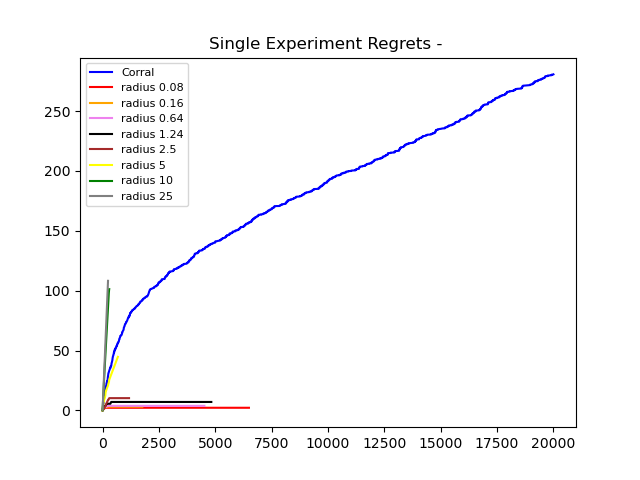 Single Experiment Regrets -
Corral
radius 0.08
radius 0.16
radius 0.64
radius 1.24
radius 2.5
radius 5
radius 10
radius 25
250
200
150
100
50
0
0 2500 5000 7500 10000 12500 15000 17500 20000